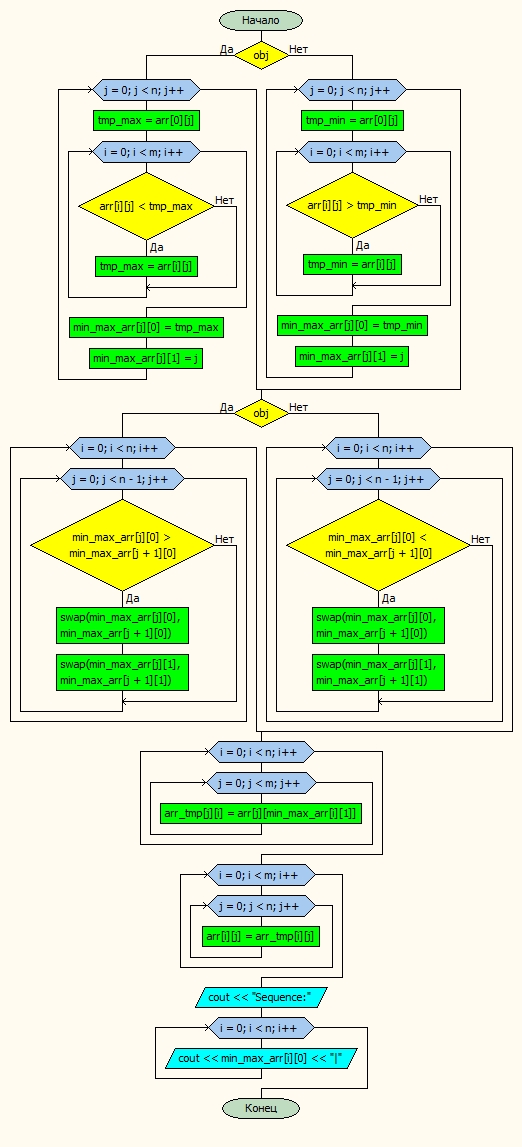 Начало
obj
Да
Нет
j = 0; j < n; j++
tmp_max = arr[0][j]
i = 0; i < m; i++
arr[i][j] < tmp_max
Нет
Да
tmp_max = arr[i][j]
min_max_arr[j][0] = tmp_max
min_max_arr[j][1] = j
j = 0; j < n; j++
tmp_min = arr[0][j]
i = 0; i < m; i++
arr[i][j] > tmp_min
Нет
Да
tmp_min = arr[i][j]
min_max_arr[j][0] = tmp_min
min_max_arr[j][1] = j
obj
Да
Нет
i = 0; i < n; i++
j = 0; j < n - 1; j++
min_max_arr[j][0] >
min_max_arr[j + 1][0]
Нет
Да
swap(min_max_arr[j][0],
min_max_arr[j + 1][0])
swap(min_max_arr[j][1],
min_max_arr[j + 1][1])
i = 0; i < n; i++
j = 0; j < n - 1; j++
min_max_arr[j][0] <
min_max_arr[j + 1][0]
Нет
Да
swap(min_max_arr[j][0],
min_max_arr[j + 1][0])
swap(min_max_arr[j][1],
min_max_arr[j + 1][1])
i = 0; i < n; i++
j = 0; j < m; j++
arr_tmp[j][i] = arr[j][min_max_arr[i][1]]
i = 0; i < m; i++
j = 0; j < n; j++
arr[i][j] = arr_tmp[i][j]
cout << "Sequence:"
i = 0; i < n; i++
cout << min_max_arr[i][0] << "|"
Конец